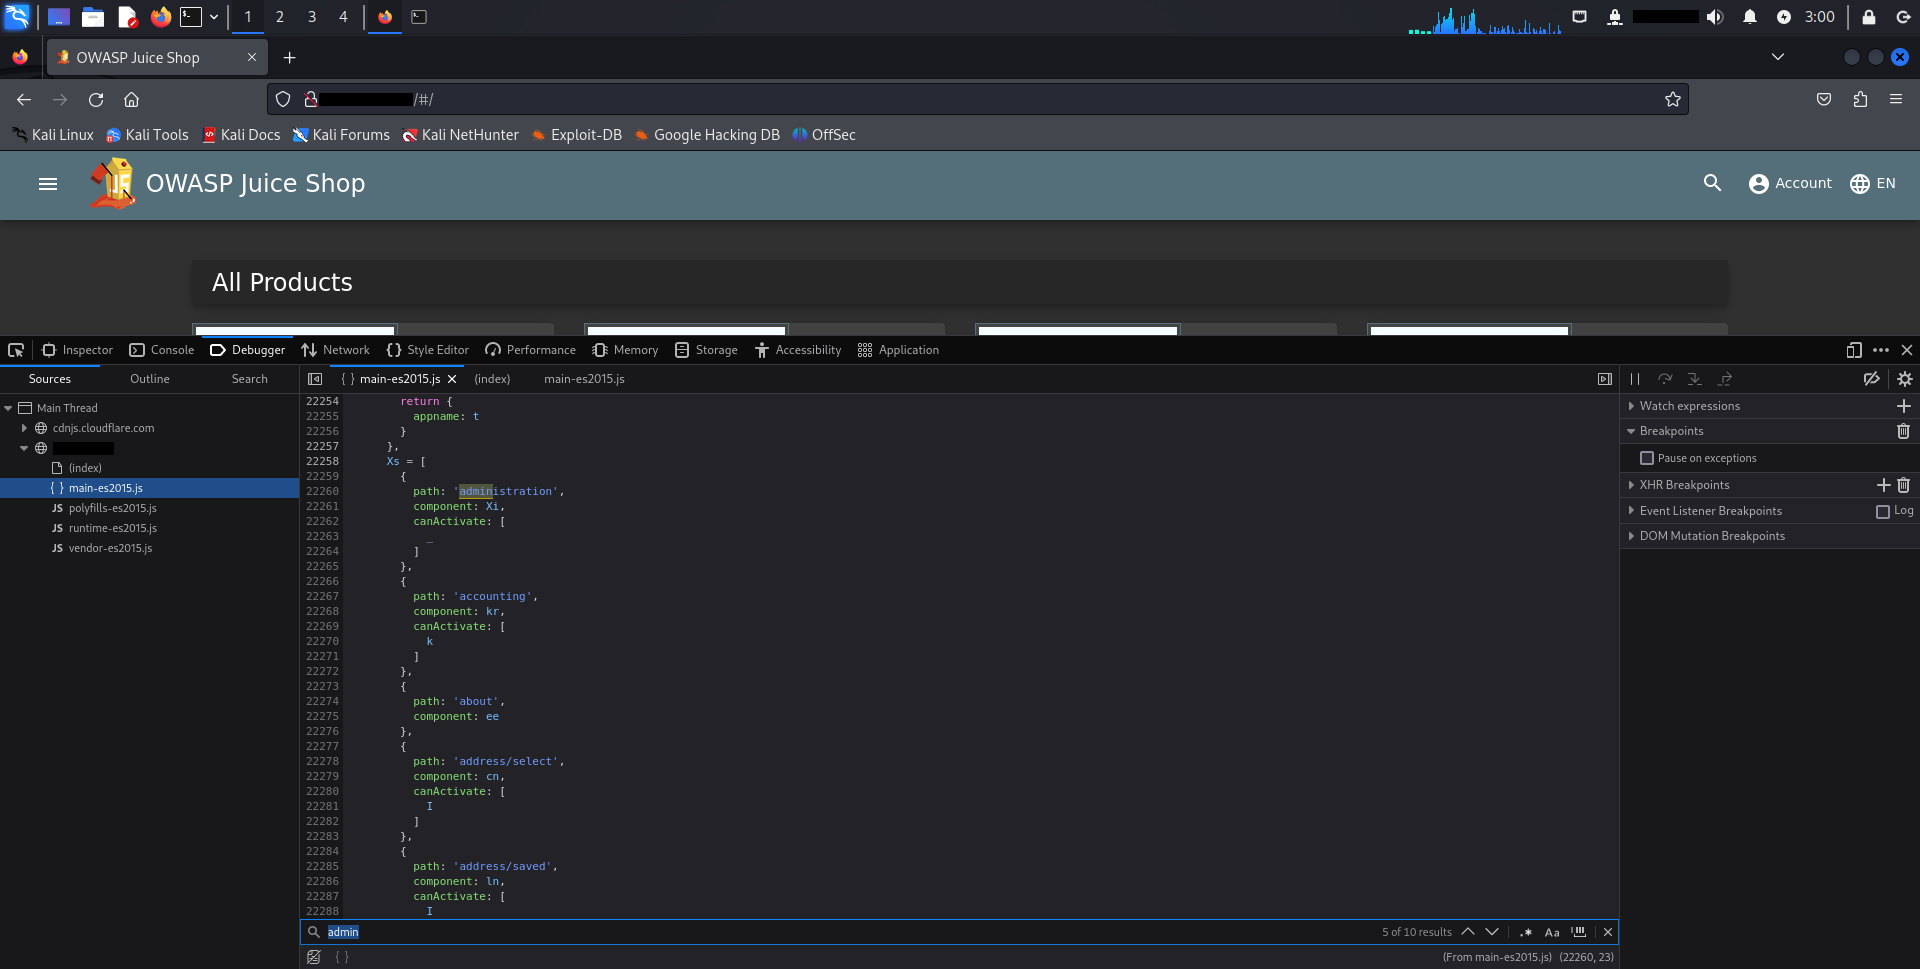 1 2 3 4 3:00
OWASP Juice Shop
/#/
Kali Linux Kali Tools Kali Docs Kali Forums Kali NetHunter Exploit-DB Google Hacking DB OffSec
OWASP Juice Shop Account EN
All Products
Inspector Console Debugger Network Style Editor Performance Memory Storage Accessibility Application
Sources Outline Search
Main Thread
cdnjs.cloudflare.com
(index)
{ } main-es2015.js
JS polyfills-es2015.js
JS runtime-es2015.js
JS vendor-es2015.js
{ } main-es2015.js (index) main-es2015.js
22254 return {
22255 appname: t
22256 }
22257 },
22258 Xs = [
22259 {
22260 path: 'administration',
22261 component: Xi,
22262 canActivate: [
22263 _
22264 ]
22265 },
22266 {
22267 path: 'accounting',
22268 component: kr,
22269 canActivate: [
22270 k
22271 ]
22272 },
22273 {
22274 path: 'about',
22275 component: ee
22276 },
22277 {
22278 path: 'address/select',
22279 component: cn,
22280 canActivate: [
22281 I
22282 ]
22283 },
22284 {
22285 path: 'address/saved',
22286 component: ln,
22287 canActivate: [
22288 I
admin 5 of 10 results .* Aa
{ } (From main-es2015.js) (22260, 23)
Watch expressions
Breakpoints
Pause on exceptions
XHR Breakpoints
Event Listener Breakpoints Log
DOM Mutation Breakpoints